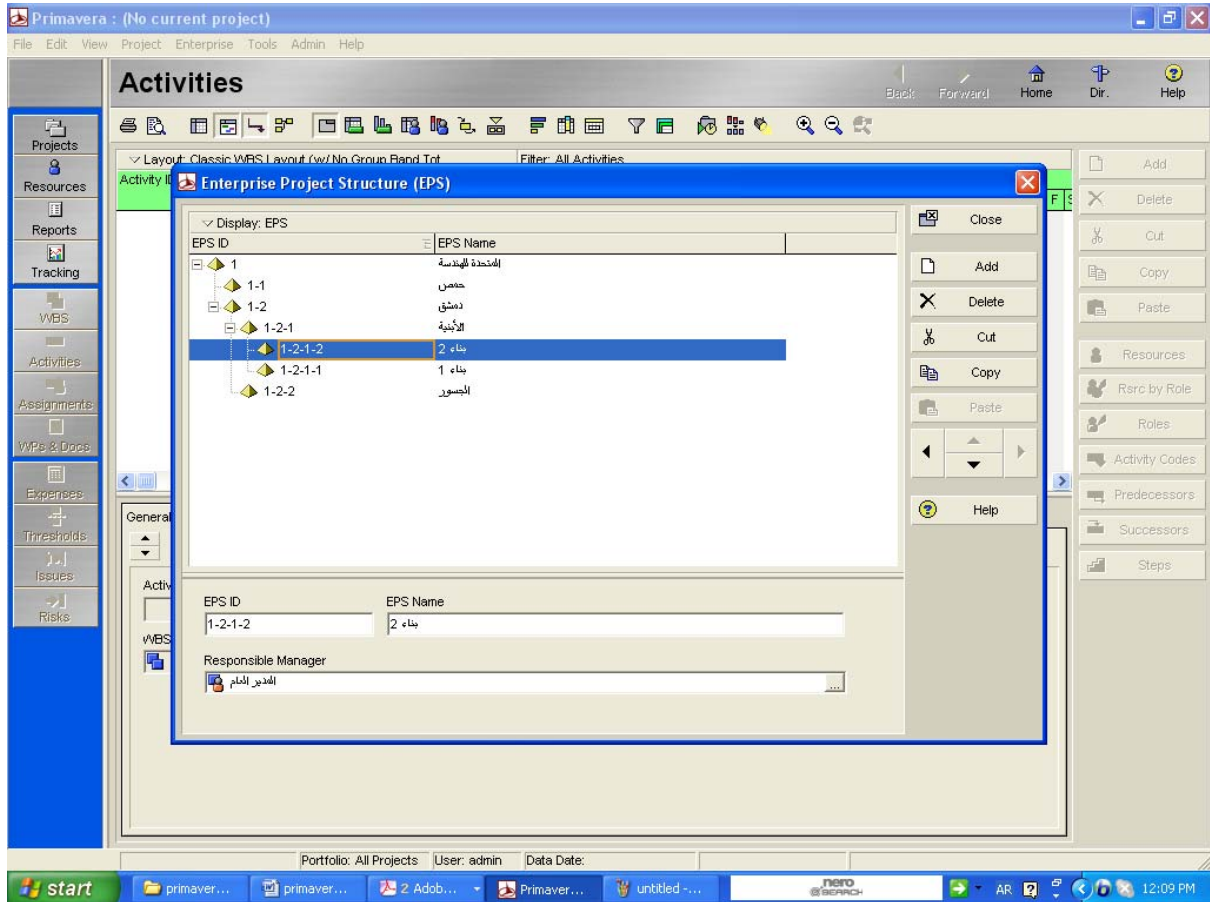 Primavera : (No current project)
File Edit View Project Enterprise Tools Admin Help
Activities
Back Forward Home Dir. Help
Projects
Resources
Reports
Tracking
WBS
Activities
Assignments
WPs & Docs
Expenses
Thresholds
Issues
Risks
Layout: Classic WBS Layout (w/ No Group Band Tot
Filter: All Activities
Activity ID
F S
Enterprise Project Structure (EPS)
Display: EPS
EPS ID EPS Name
1 المتحدة للهندسة
1-1 حمص
1-2 دمشق
1-2-1 الأبنية
1-2-1-2 بناء 2
1-2-1-1 بناء 1
1-2-2 الجسور
Close
Add
Delete
Cut
Copy
Paste
Help
EPS ID EPS Name
1-2-1-2 بناء 2
Responsible Manager
المدير العام
...
General
Activ
WBS
Add
Delete
Cut
Copy
Paste
Resources
Rsrc by Role
Roles
Activity Codes
Predecessors
Successors
Steps
Portfolio: All Projects User: admin Data Date:
start primaver... primaver... 2 Adob... Primaver... untitled -... nero SEARCH AR 12:09 PM